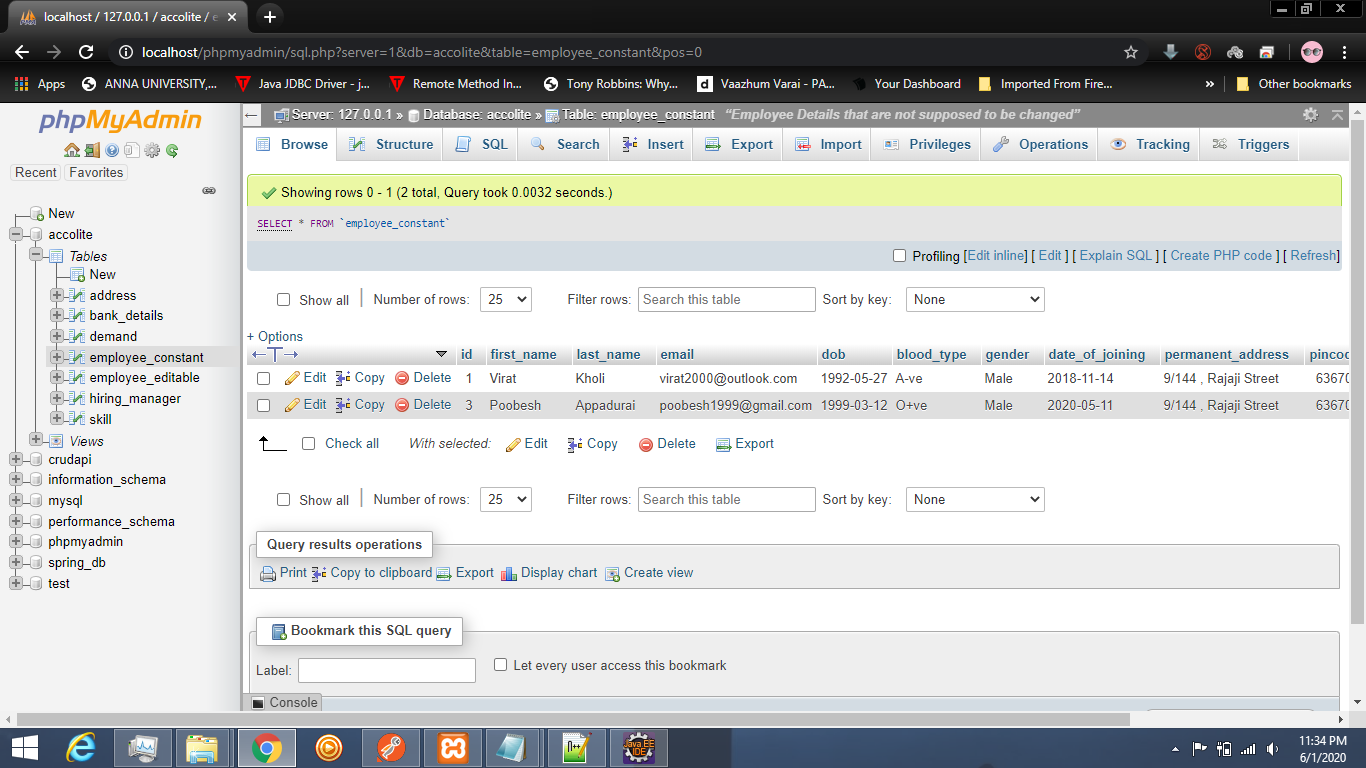 localhost / 127.0.0.1 / accolite / e
localhost/phpmyadmin/sql.php?server=1&db=accolite&table=employee_constant&pos=0
Apps ANNA UNIVERSITY,... Java JDBC Driver - j... Remote Method In... Tony Robbins: Why... Vaazhum Varai - PA... Your Dashboard Imported From Fire... » Other bookmarks
phpMyAdmin
Recent Favorites
New
accolite
Tables
New
address
bank_details
demand
employee_constant
employee_editable
hiring_manager
skill
Views
crudapi
information_schema
mysql
performance_schema
phpmyadmin
spring_db
test
Server: 127.0.0.1 » Database: accolite » Table: employee_constant "Employee Details that are not supposed to be changed"
Browse Structure SQL Search Insert Export Import Privileges Operations Tracking Triggers
Showing rows 0 - 1 (2 total, Query took 0.0032 seconds.)
SELECT * FROM `employee_constant`
Profiling [Edit inline] [ Edit ] [ Explain SQL ] [ Create PHP code ] [ Refresh]
Show all | Number of rows: 25 Filter rows: Search this table Sort by key: None
+ Options
id first_name last_name email dob blood_type gender date_of_joining permanent_address pincod
Edit Copy Delete 1 Virat Kholi virat2000@outlook.com 1992-05-27 A-ve Male 2018-11-14 9/144 , Rajaji Street 63670
Edit Copy Delete 3 Poobesh Appadurai poobesh1999@gmail.com 1999-03-12 O+ve Male 2020-05-11 9/144 , Rajaji Street 63670
Check all With selected: Edit Copy Delete Export
Show all | Number of rows: 25 Filter rows: Search this table Sort by key: None
Query results operations
Print Copy to clipboard Export Display chart Create view
Bookmark this SQL query
Label: Let every user access this bookmark
Console
11:34 PM
6/1/2020